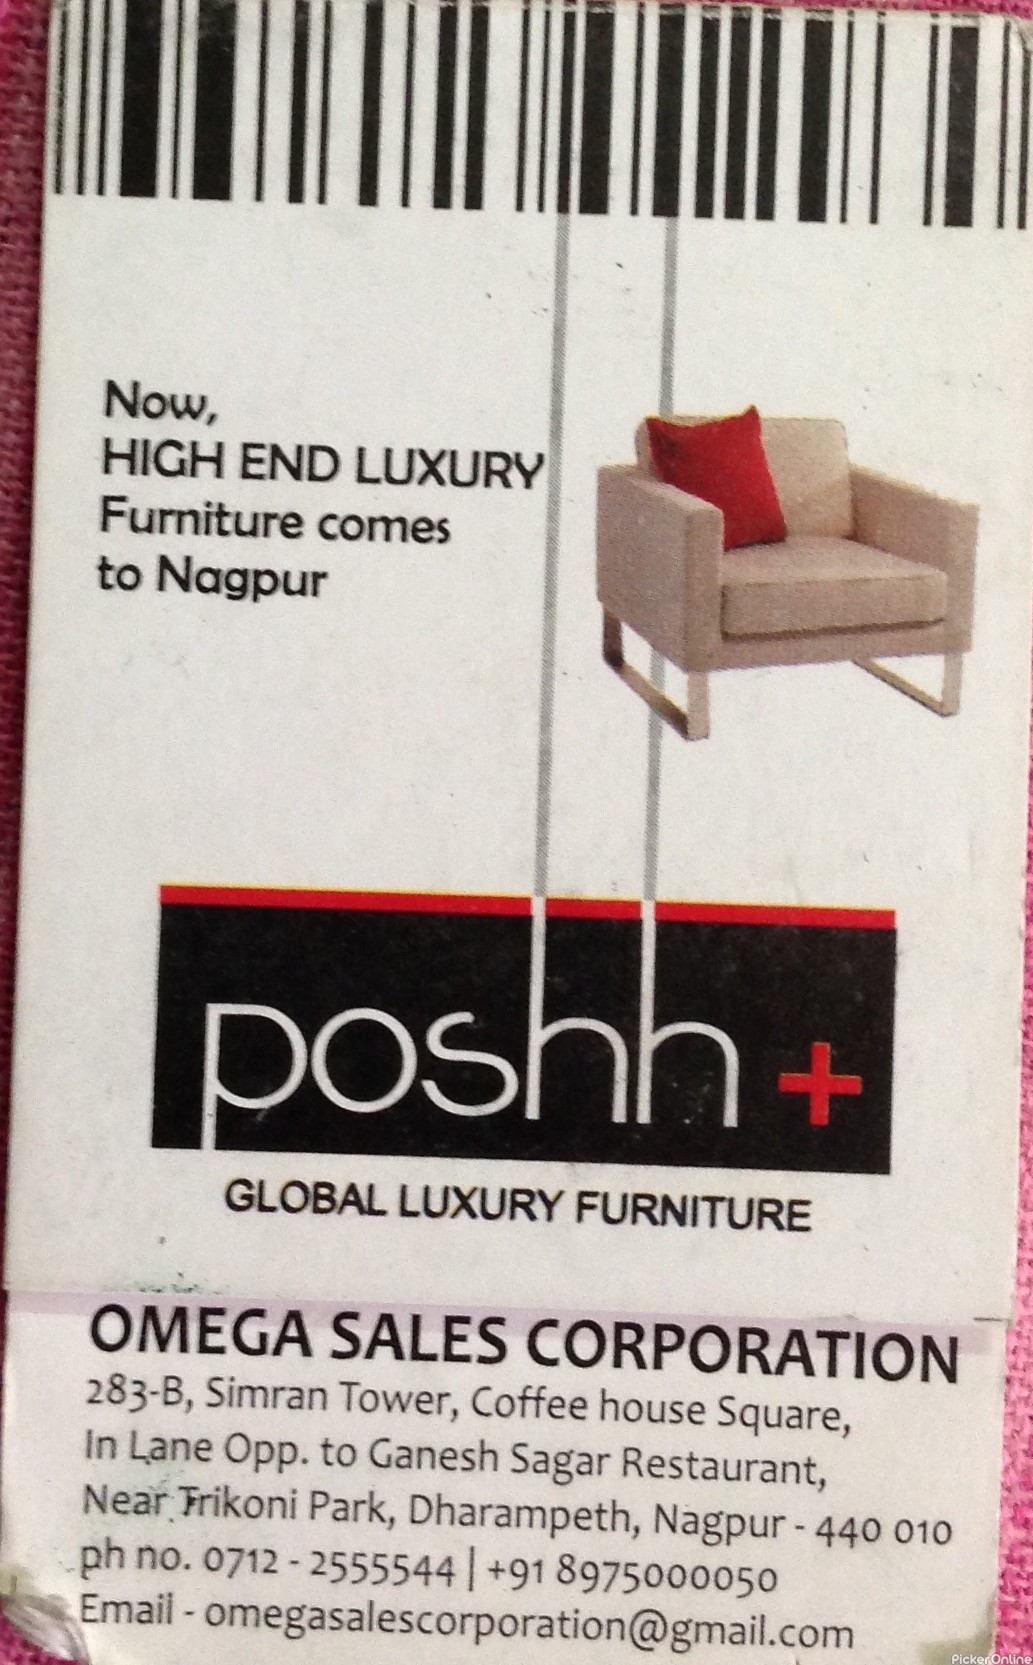 Now,
HIGH END LUXURY
Furniture comes
to Nagpur
poshh +
GLOBAL LUXURY FURNITURE
OMEGA SALES CORPORATION
283-B, Simran Tower, Coffee house Square,
In Lane Opp. to Ganesh Sagar Restaurant,
Near Trikoni Park, Dharampeth, Nagpur - 440 010
ph no. 0712 - 2555544 | +91 8975000050
Email - omegasalescorporation@gmail.com
PickerOnline